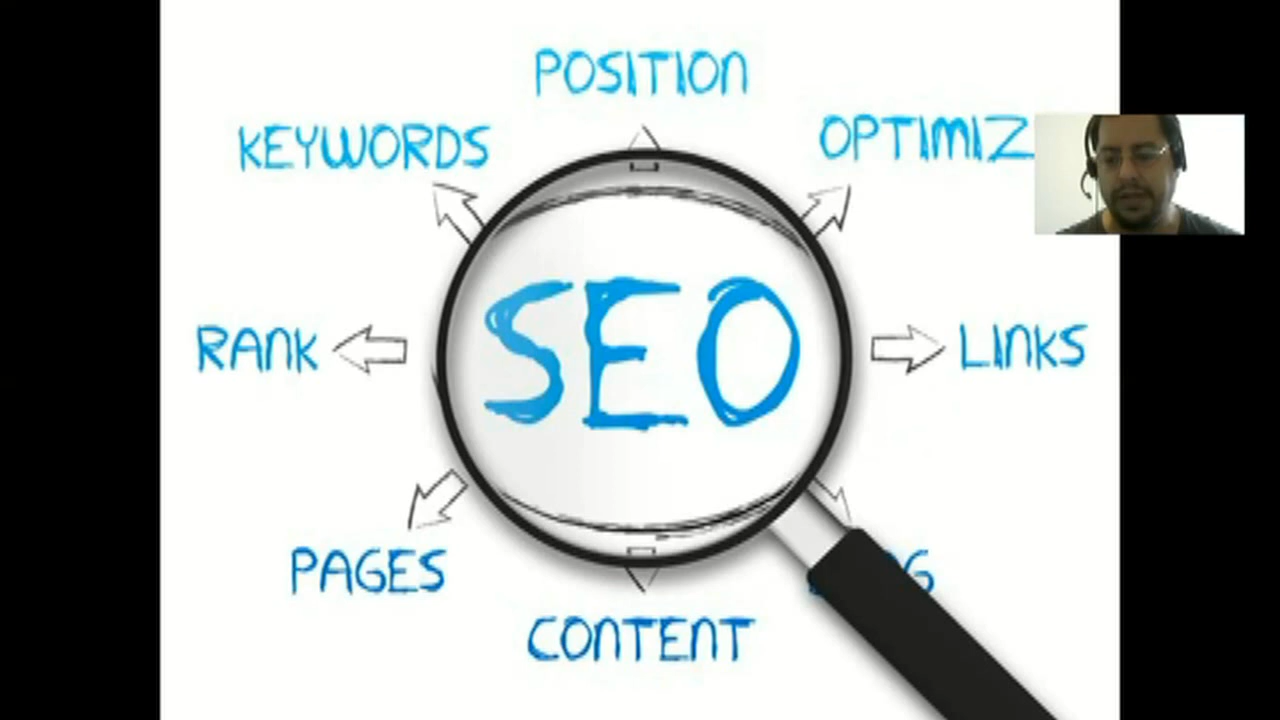 POSITION
KEYWORDS
OPTIMIZ
SEO
RANK
LINKS
PAGES
CONTENT